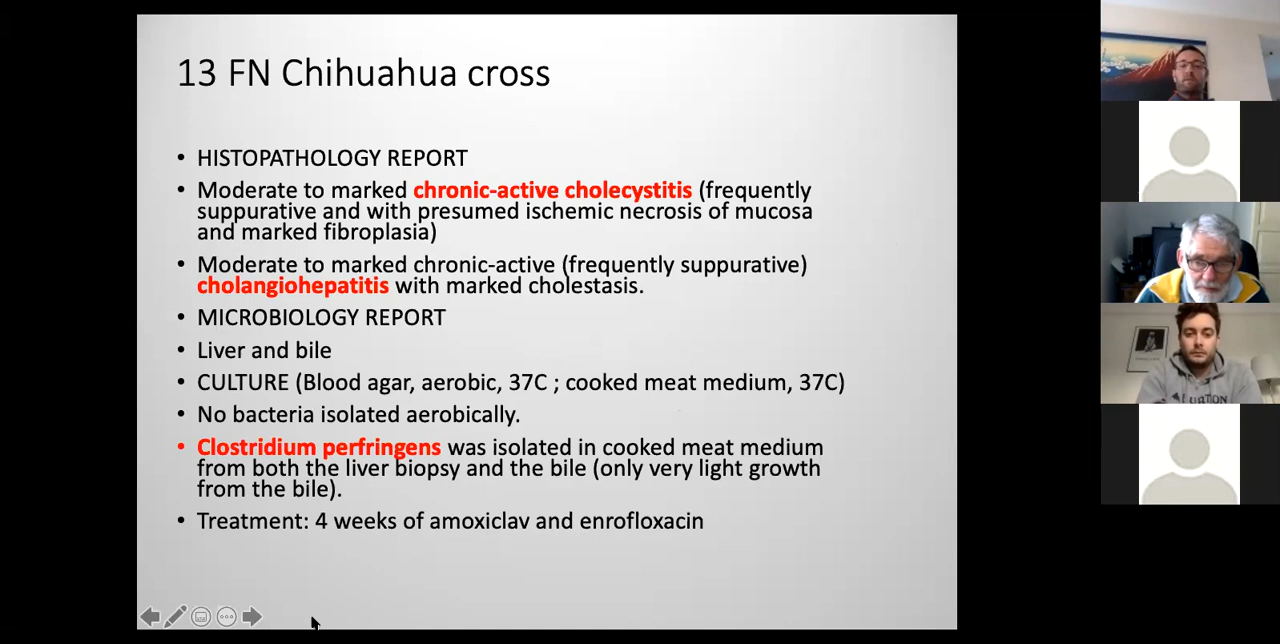 13 FN Chihuahua cross
• HISTOPATHOLOGY REPORT
• Moderate to marked chronic-active cholecystitis (frequently
suppurative and with presumed ischemic necrosis of mucosa
and marked fibroplasia)
• Moderate to marked chronic-active (frequently suppurative)
cholangiohepatitis with marked cholestasis.
• MICROBIOLOGY REPORT
• Liver and bile
• CULTURE (Blood agar, aerobic, 37C ; cooked meat medium, 37C)
• No bacteria isolated aerobically.
• Clostridium perfringens was isolated in cooked meat medium
from both the liver biopsy and the bile (only very light growth
from the bile).
• Treatment: 4 weeks of amoxiclav and enrofloxacin